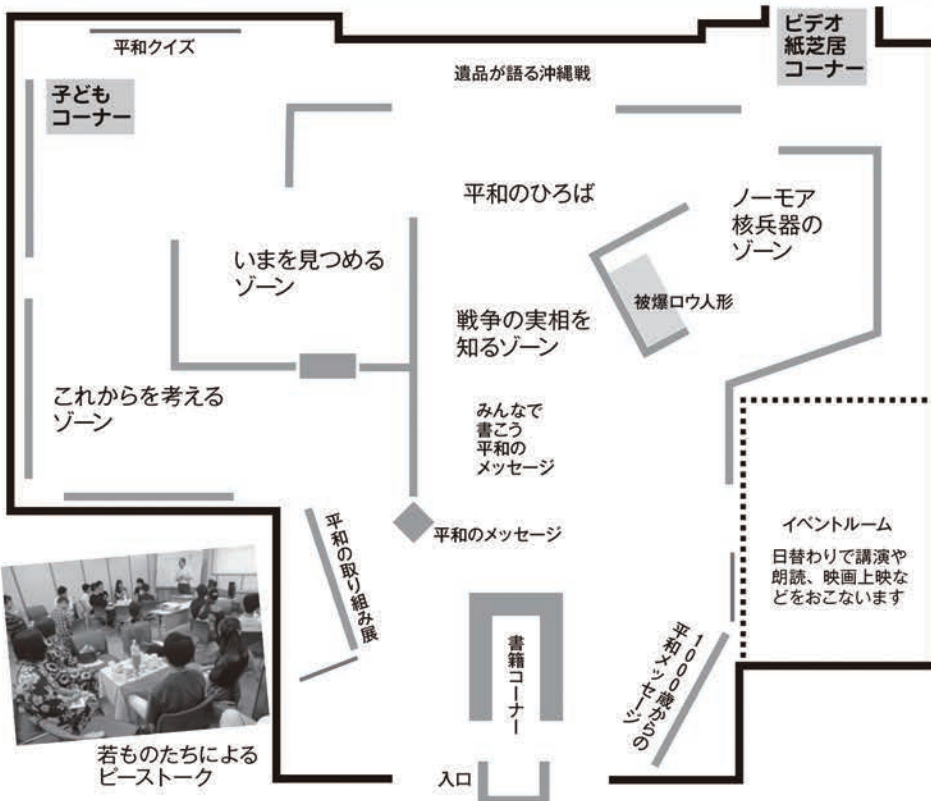 平和クイズ
子ども
コーナー
遺品が語る沖縄戦
ビデオ
紙芝居
コーナー
平和のひろば
ノーモア
核兵器の
ゾーン
いまを見つめる
ゾーン
被爆ロウ人形
戦争の実相を
知るゾーン
これからを考える
ゾーン
みんなで
書こう
平和の
メッセージ
平和のメッセージ
イベントルーム
日替わりで講演や
朗読、映画上映な
どをおこないます
平和の取り組み展
書籍コーナー
1000歳からの
平和メッセージ
若ものたちによる
ピーストーク
入口